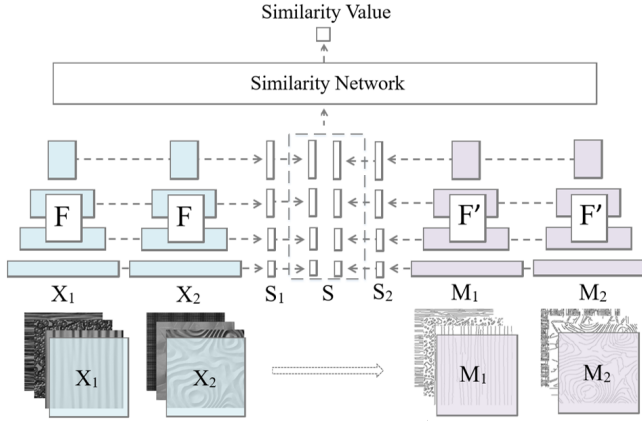 Similarity Value
Similarity Network
F F F′ F′
X₁ X₂ S₁ S S₂ M₁ M₂
X₁ X₂ M₁ M₂